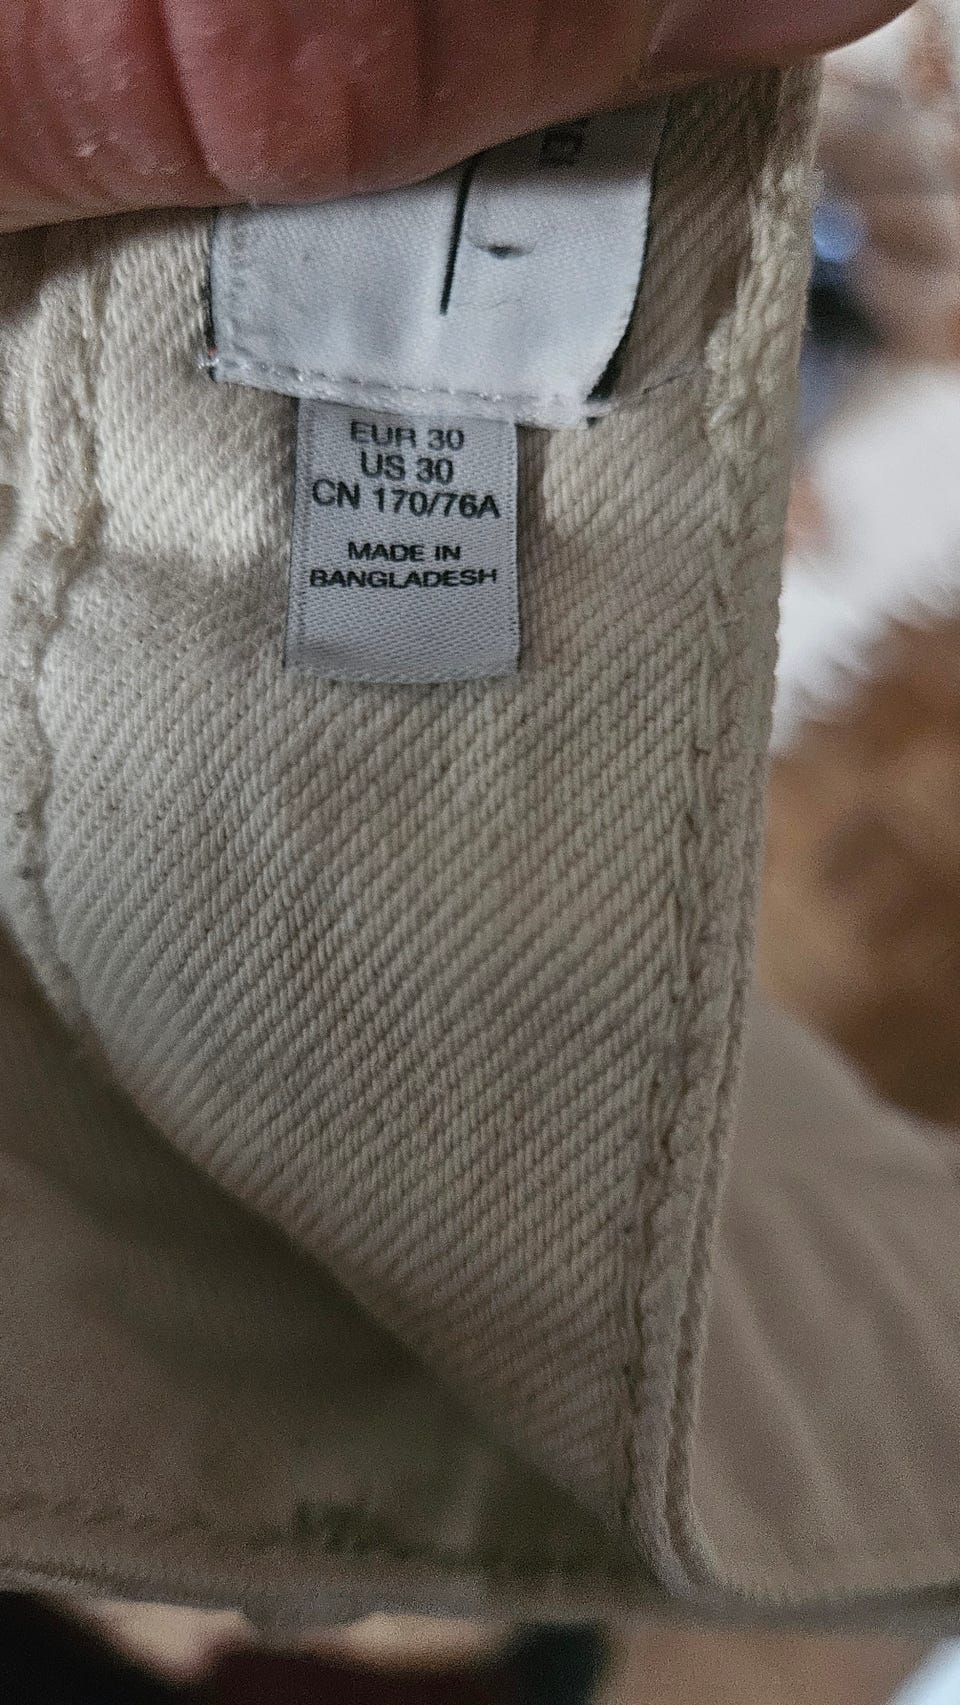 EUR 30
US 30
CN 170/76A
MADE IN
BANGLADESH